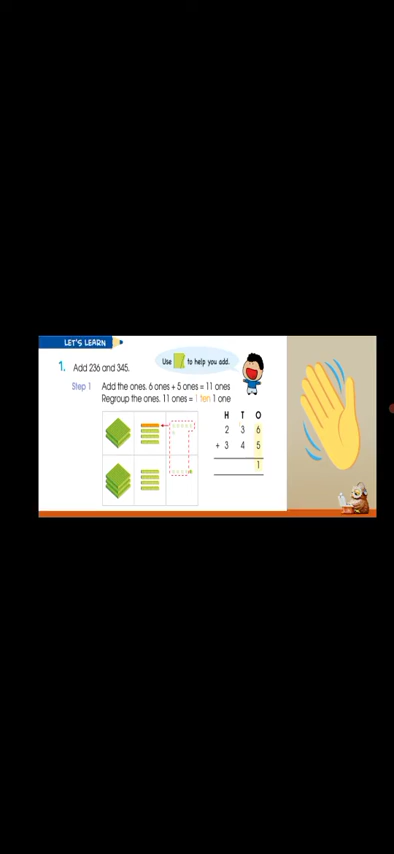 LET'S LEARN
1. Add 236 and 345.
Use to help you add.
Step 1 Add the ones. 6 ones + 5 ones = 11 ones
Regroup the ones. 11 ones = 1 ten 1 one
H T O
2 3 6
+ 3 4 5
1